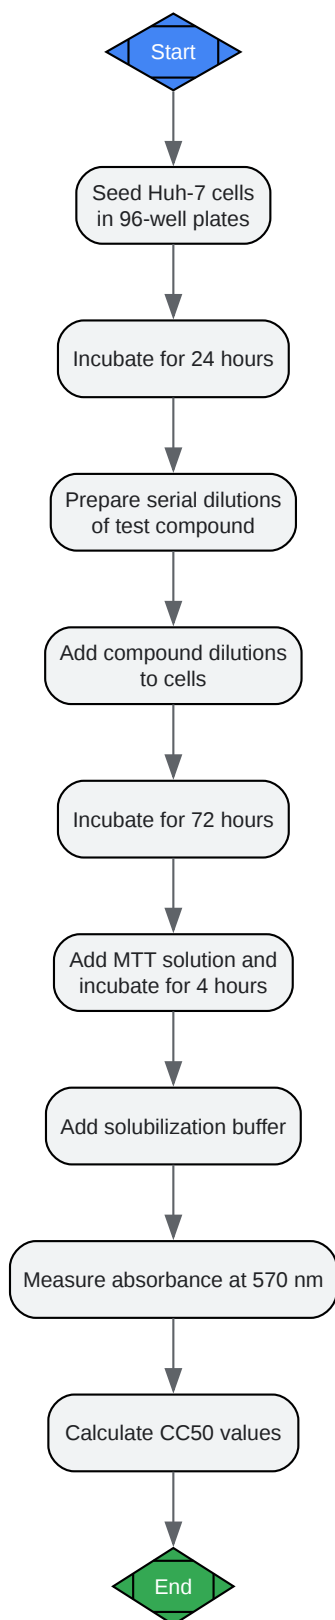 Start
Seed Huh-7 cells
in 96-well plates
Incubate for 24 hours
Prepare serial dilutions
of test compound
Add compound dilutions
to cells
Incubate for 72 hours
Add MTT solution and
incubate for 4 hours
Add solubilization buffer
Measure absorbance at 570 nm
Calculate CC50 values
End